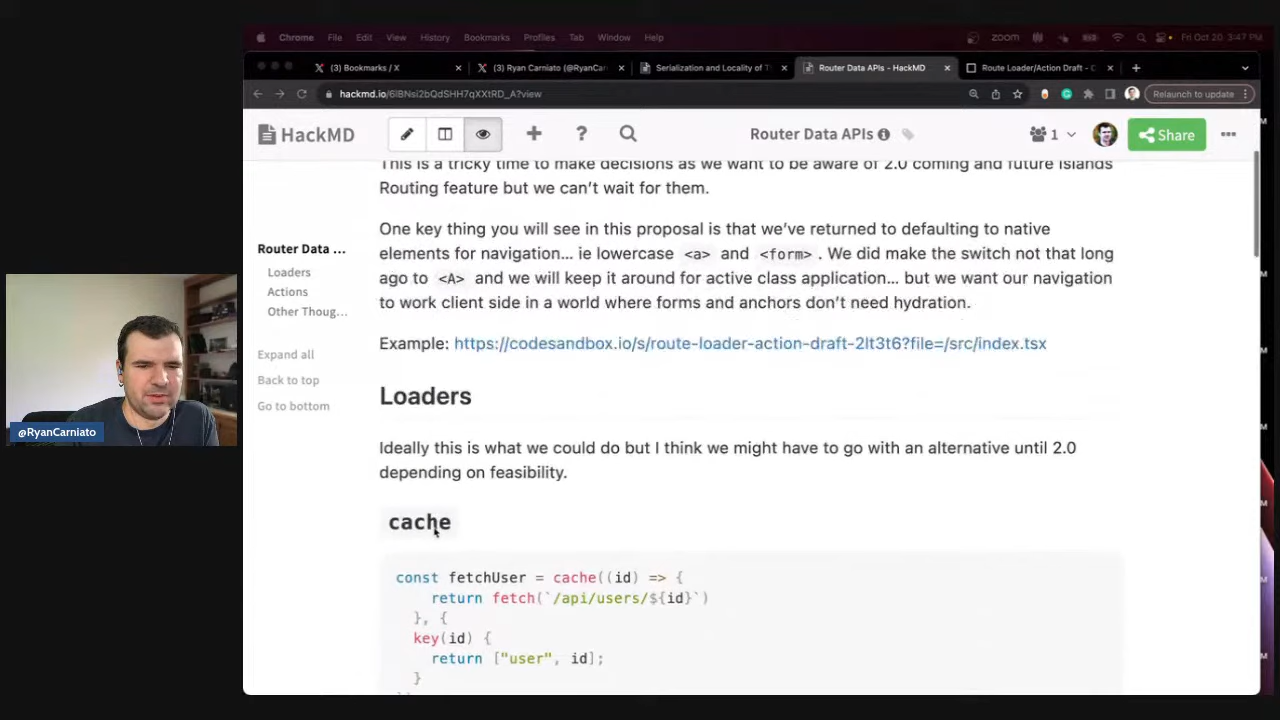 Chrome File Edit View History Bookmarks Profiles Tab Window Help zoom Fri Oct 20 3:47 PM
(3) Bookmarks / X (3) Ryan Carniato (@RyanCar Serialization and Locality of T Router Data APIs - HackMD Route Loader/Action Draft - C
Relaunch to update
HackMD Router Data APIs 1 Share
This is a tricky time to make decisions as we want to be aware of 2.0 coming and future Islands
Routing feature but we can't wait for them.
One key thing you will see in this proposal is that we've returned to defaulting to native
elements for navigation... ie lowercase <a> and <form> . We did make the switch not that long
ago to <A> and we will keep it around for active class application... but we want our navigation
to work client side in a world where forms and anchors don't need hydration.
Example: https://codesandbox.io/s/route-loader-action-draft-2lt3t6?file=/src/index.tsx
Loaders
Ideally this is what we could do but I think we might have to go with an alternative until 2.0
depending on feasibility.
cache
const fetchUser = cache((id) => {
return fetch(`/api/users/${id}`)
}, {
key(id) {
return ["user", id];
}
Router Data ...
Loaders
Actions
Other Thoug...
Expand all
Back to top
Go to bottom
@RyanCarniato